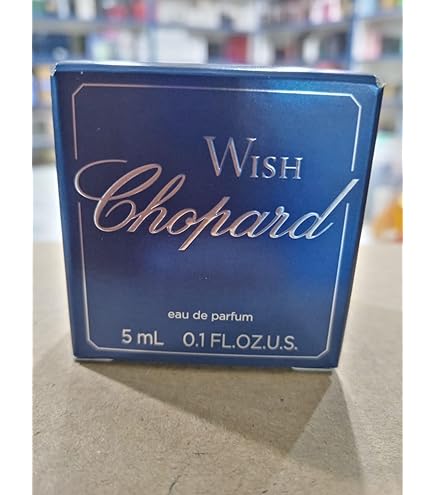 WISH
Chopard
eau de parfum
5 mL 0.1 FL.OZ.U.S.